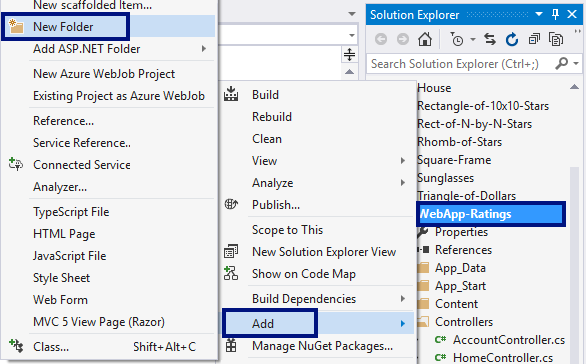 New scaffolded Item...
New Folder
Add ASP.NET Folder
New Azure WebJob Project
Existing Project as Azure WebJob
Reference...
Service Reference...
Connected Service
Analyzer...
TypeScript File
HTML Page
JavaScript File
Style Sheet
Web Form
MVC 5 View Page (Razor)
Class... Shift+Alt+C
Build
Rebuild
Clean
View
Analyze
Publish...
Scope to This
New Solution Explorer View
Show on Code Map
Build Dependencies
Add
Manage NuGet Packages...
Solution Explorer
Search Solution Explorer (Ctrl+;)
House
Rectangle-of-10x10-Stars
Rect-of-N-by-N-Stars
Rhomb-of-Stars
Square-Frame
Sunglasses
Triangle-of-Dollars
WebApp-Ratings
Properties
References
App_Data
App_Start
Content
Controllers
C# AccountController.cs
C# HomeController.cs